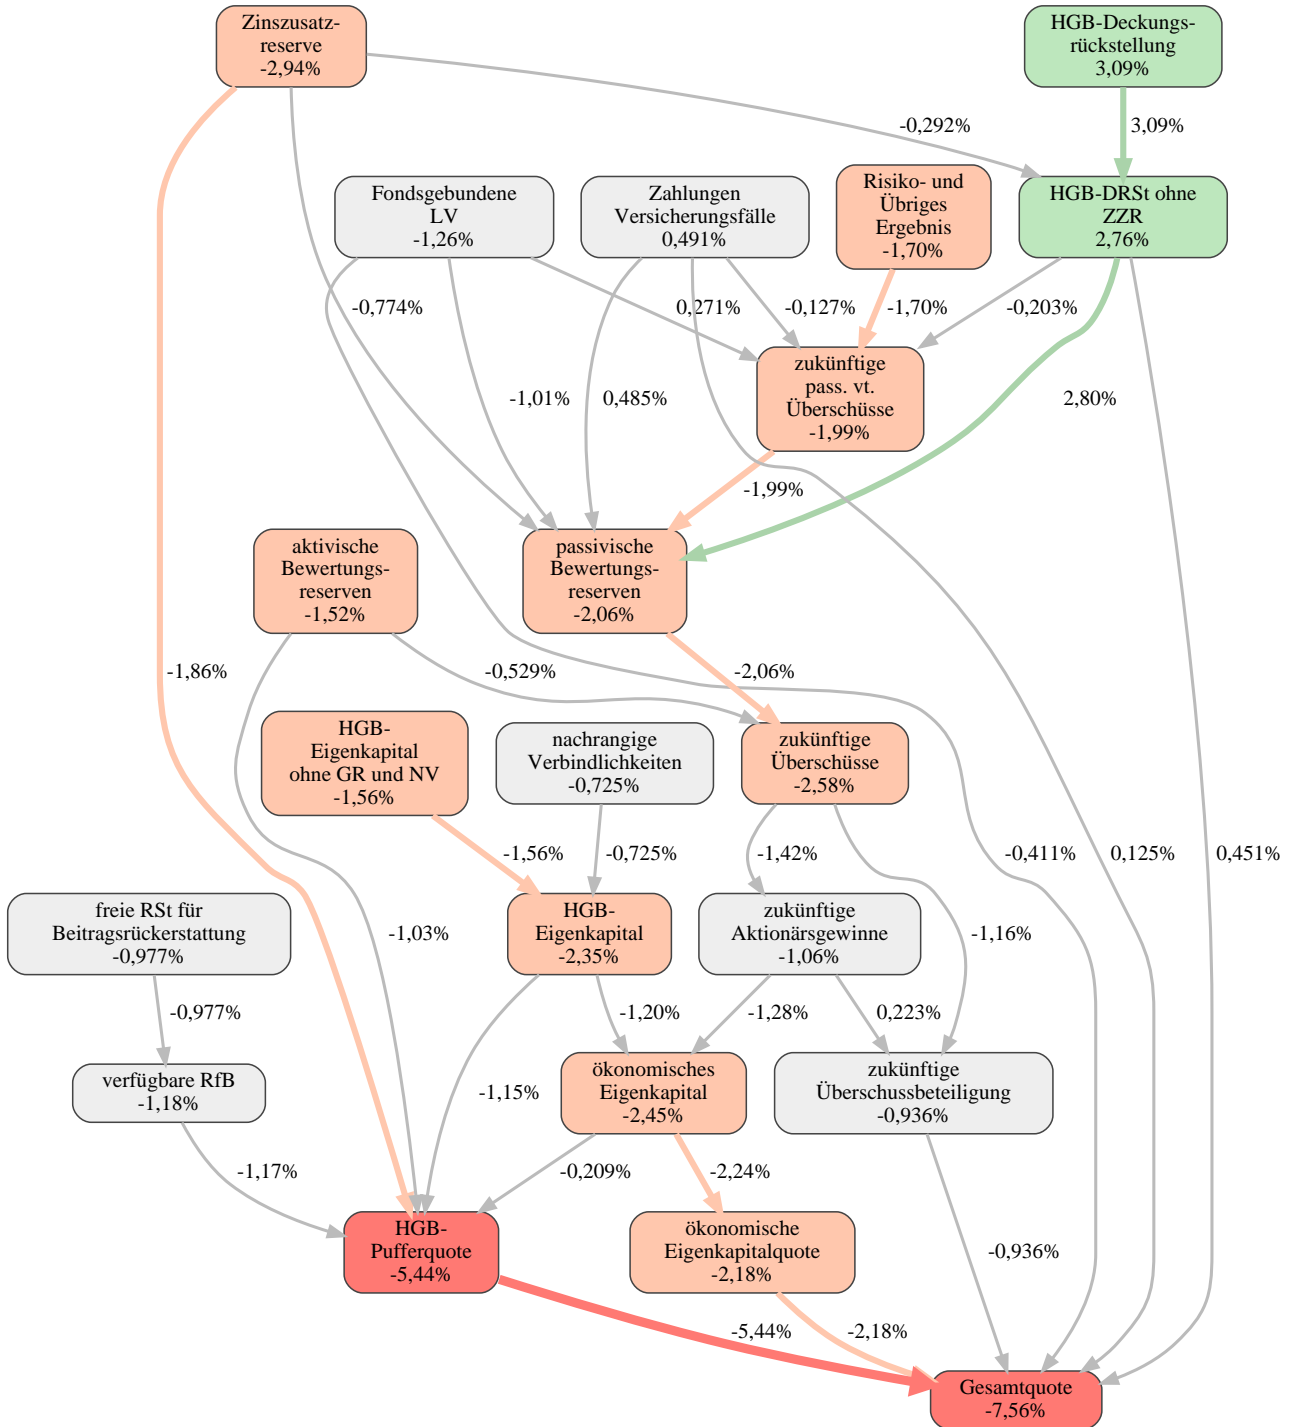 Zinszusatz-
reserve
-2,94%
HGB-Deckungs-
rückstellung
3,09%
-0,292%
3,09%
Fondsgebundene
LV
-1,26%
Zahlungen
Versicherungsfälle
0,491%
Risiko- und
Übriges
Ergebnis
-1,70%
HGB-DRSt ohne
ZZR
2,76%
-0,774%
0,271%
-0,127%
-1,70%
-0,203%
zukünftige
pass. vt.
Überschüsse
-1,99%
-1,01%
0,485%
2,80%
-1,99%
aktivische
Bewertungs-
reserven
-1,52%
passivische
Bewertungs-
reserven
-2,06%
-1,86%
-0,529%
-2,06%
HGB-
Eigenkapital
ohne GR und NV
-1,56%
nachrangige
Verbindlichkeiten
-0,725%
zukünftige
Überschüsse
-2,58%
-1,56%
-0,725%
-1,42%
-0,411%
0,125%
0,451%
freie RSt für
Beitragsrückerstattung
-0,977%
-1,03%
HGB-
Eigenkapital
-2,35%
zukünftige
Aktionärsgewinne
-1,06%
-1,16%
-0,977%
-1,20%
-1,28%
0,223%
verfügbare RfB
-1,18%
-1,15%
ökonomisches
Eigenkapital
-2,45%
zukünftige
Überschussbeteiligung
-0,936%
-1,17%
-0,209%
-2,24%
HGB-
Pufferquote
-5,44%
ökonomische
Eigenkapitalquote
-2,18%
-0,936%
-5,44%
-2,18%
Gesamtquote
-7,56%